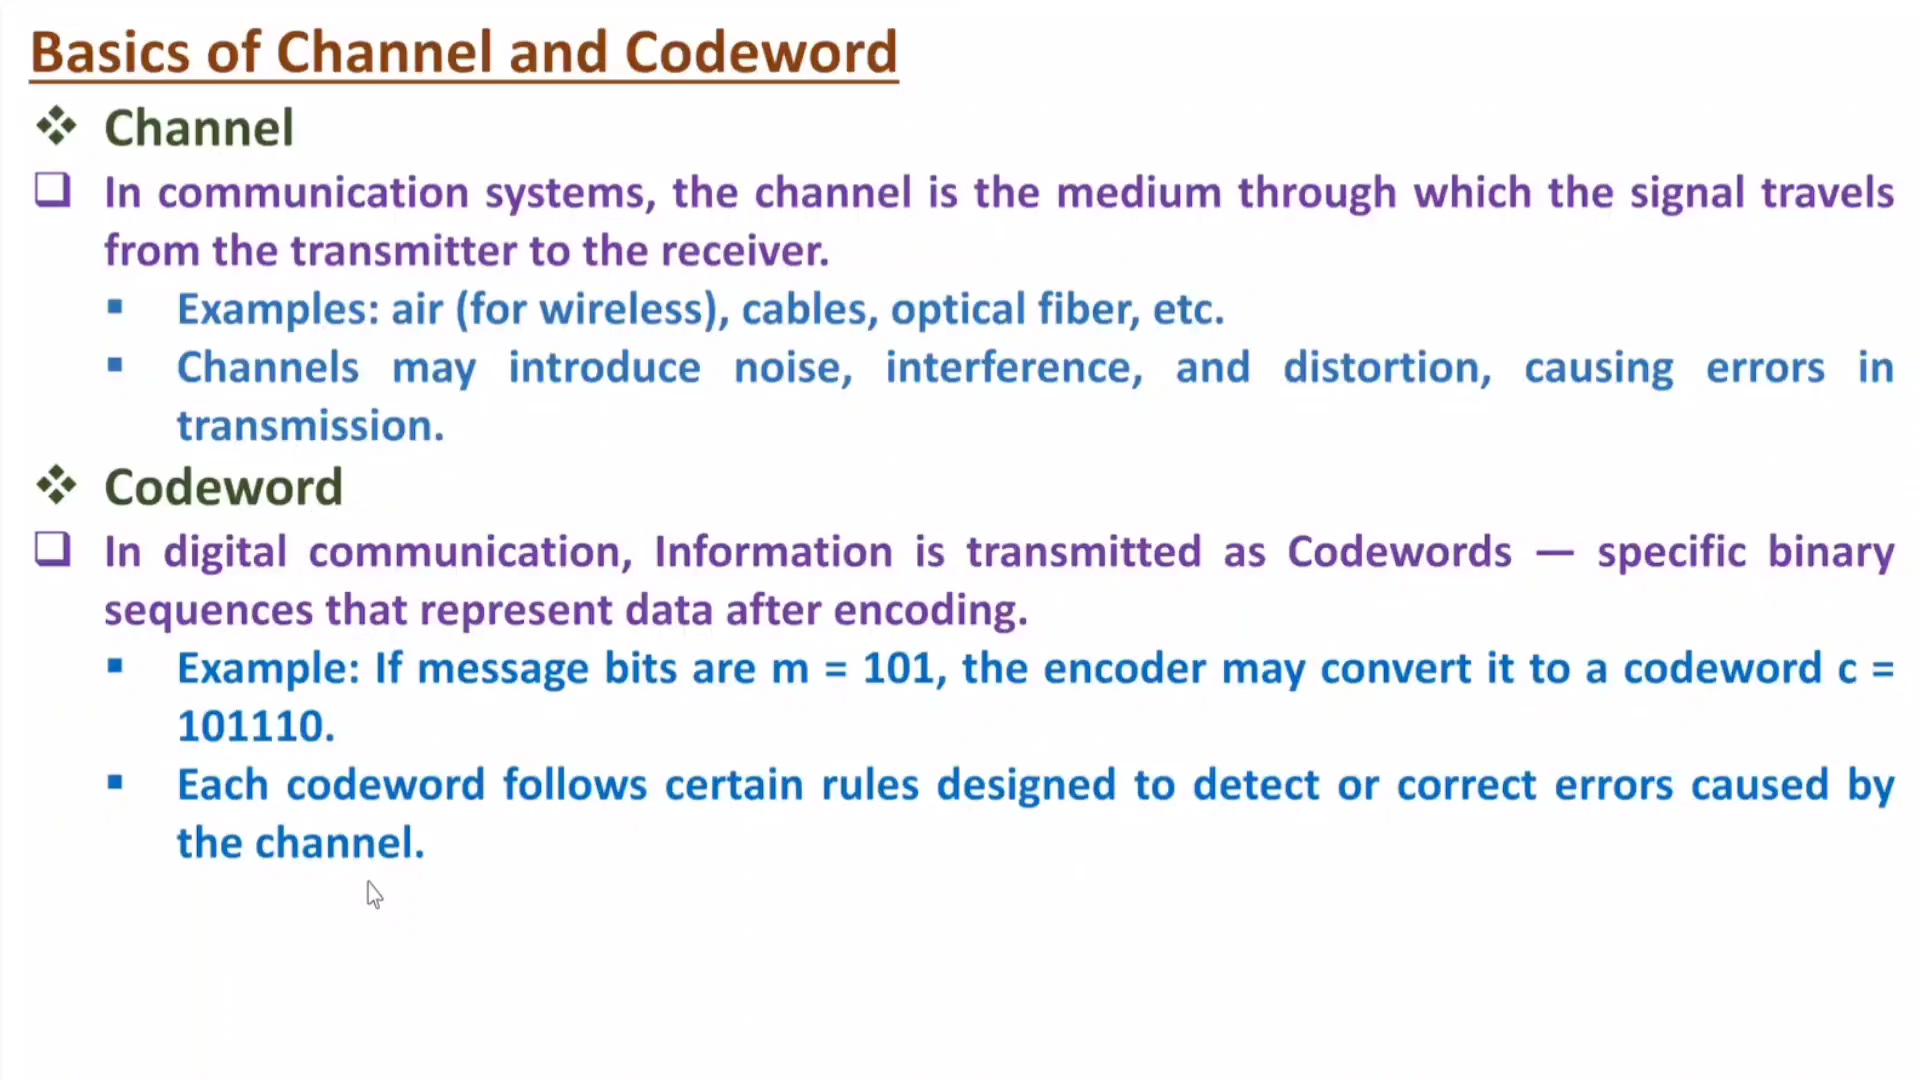 Basics of Channel and Codeword
Channel
In communication systems, the channel is the medium through which the signal travels
from the transmitter to the receiver.
Examples: air (for wireless), cables, optical fiber, etc.
Channels may introduce noise, interference, and distortion, causing errors in
transmission.
Codeword
In digital communication, Information is transmitted as Codewords — specific binary
sequences that represent data after encoding.
Example: If message bits are m = 101, the encoder may convert it to a codeword c =
101110.
Each codeword follows certain rules designed to detect or correct errors caused by
the channel.